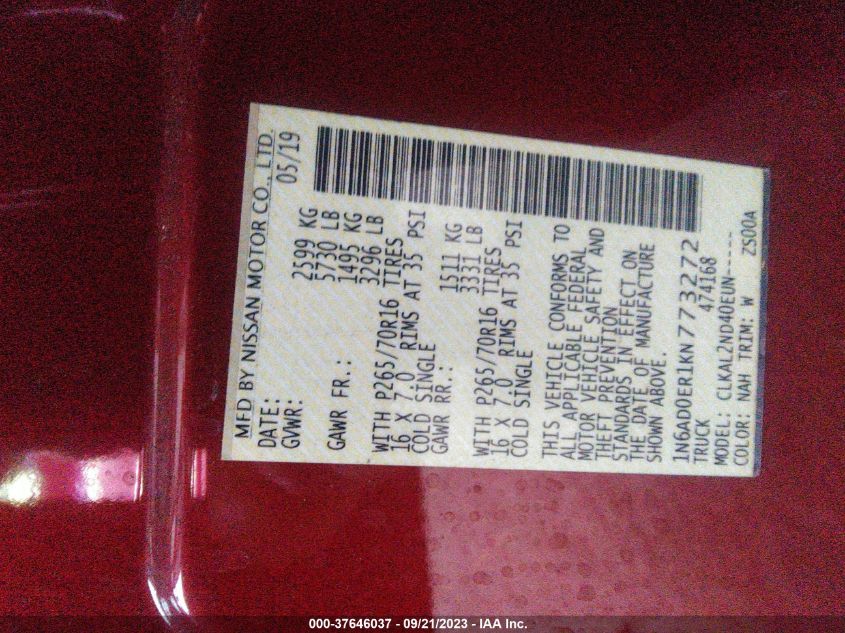 MFD BY NISSAN MOTOR CO., LTD.
DATE: 05/19
GVWR: 2599 KG
5730 LB
GAWR FR.: 1495 KG
3296 LB
WITH P265/70R16 TIRES
16 X 7.0 RIMS AT 35 PSI
COLD SINGLE
GAWR RR.: 1511 KG
3331 LB
WITH P265/70R16 TIRES
16 X 7.0 RIMS AT 35 PSI
COLD SINGLE
THIS VEHICLE CONFORMS TO
ALL APPLICABLE FEDERAL
MOTOR VEHICLE SAFETY AND
THEFT PREVENTION
STANDARDS IN EFFECT ON
THE DATE OF MANUFACTURE
SHOWN ABOVE.
1N6AD0ER1KN773272
TRUCK 474168
MODEL: CLKAL2ND40EUN-----
COLOR: NAH TRIM: W ZS00A
000-37646037 - 09/21/2023 - IAA Inc.